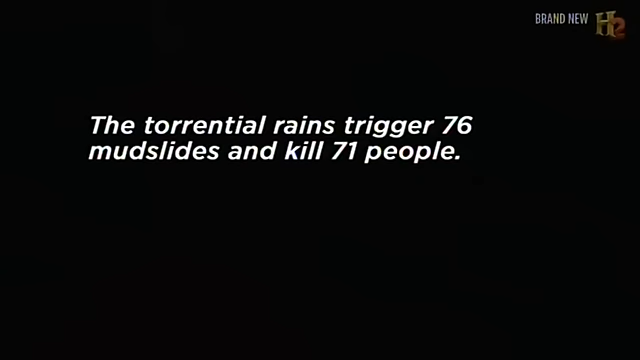 BRAND NEW H2
The torrential rains trigger 76
mudslides and kill 71 people.